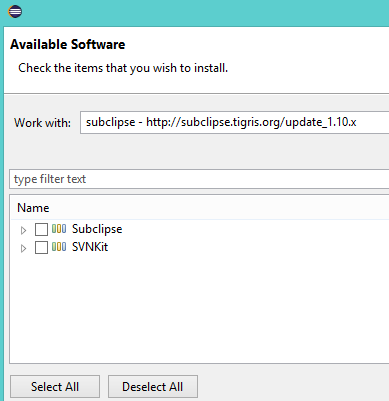 Available Software
Check the items that you wish to install.
Work with: subclipse - http://subclipse.tigris.org/update_1.10.x
type filter text
Name
Subclipse
SVNKit
Select All Deselect All